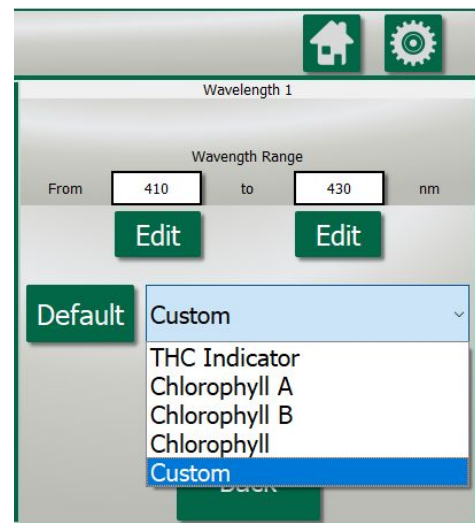 Wavelength 1
Wavength Range
From 410 to 430 nm
Edit Edit
Default Custom
THC Indicator
Chlorophyll A
Chlorophyll B
Chlorophyll
Custom
Back